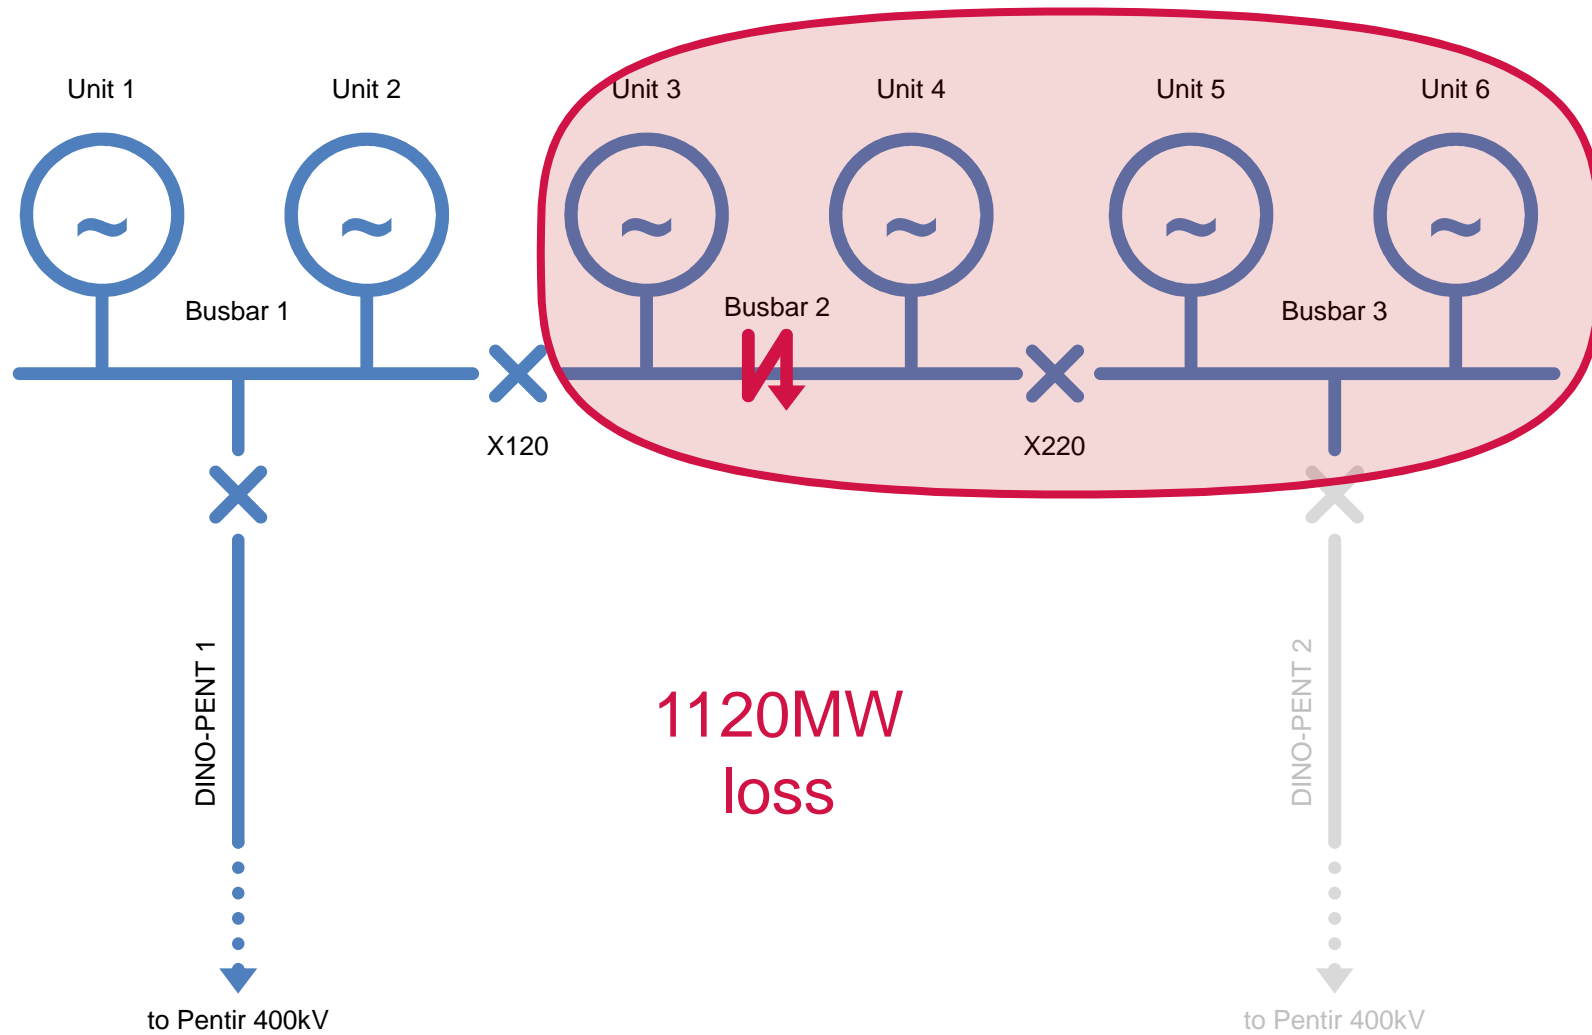 Unit 1
Unit 2
Unit 3
Unit 4
Unit 5
Unit 6
Busbar 1
Busbar 2
Busbar 3
X120
X220
DINO-PENT 1
1120MW
loss
DINO-PENT 2
to Pentir 400kV
to Pentir 400kV